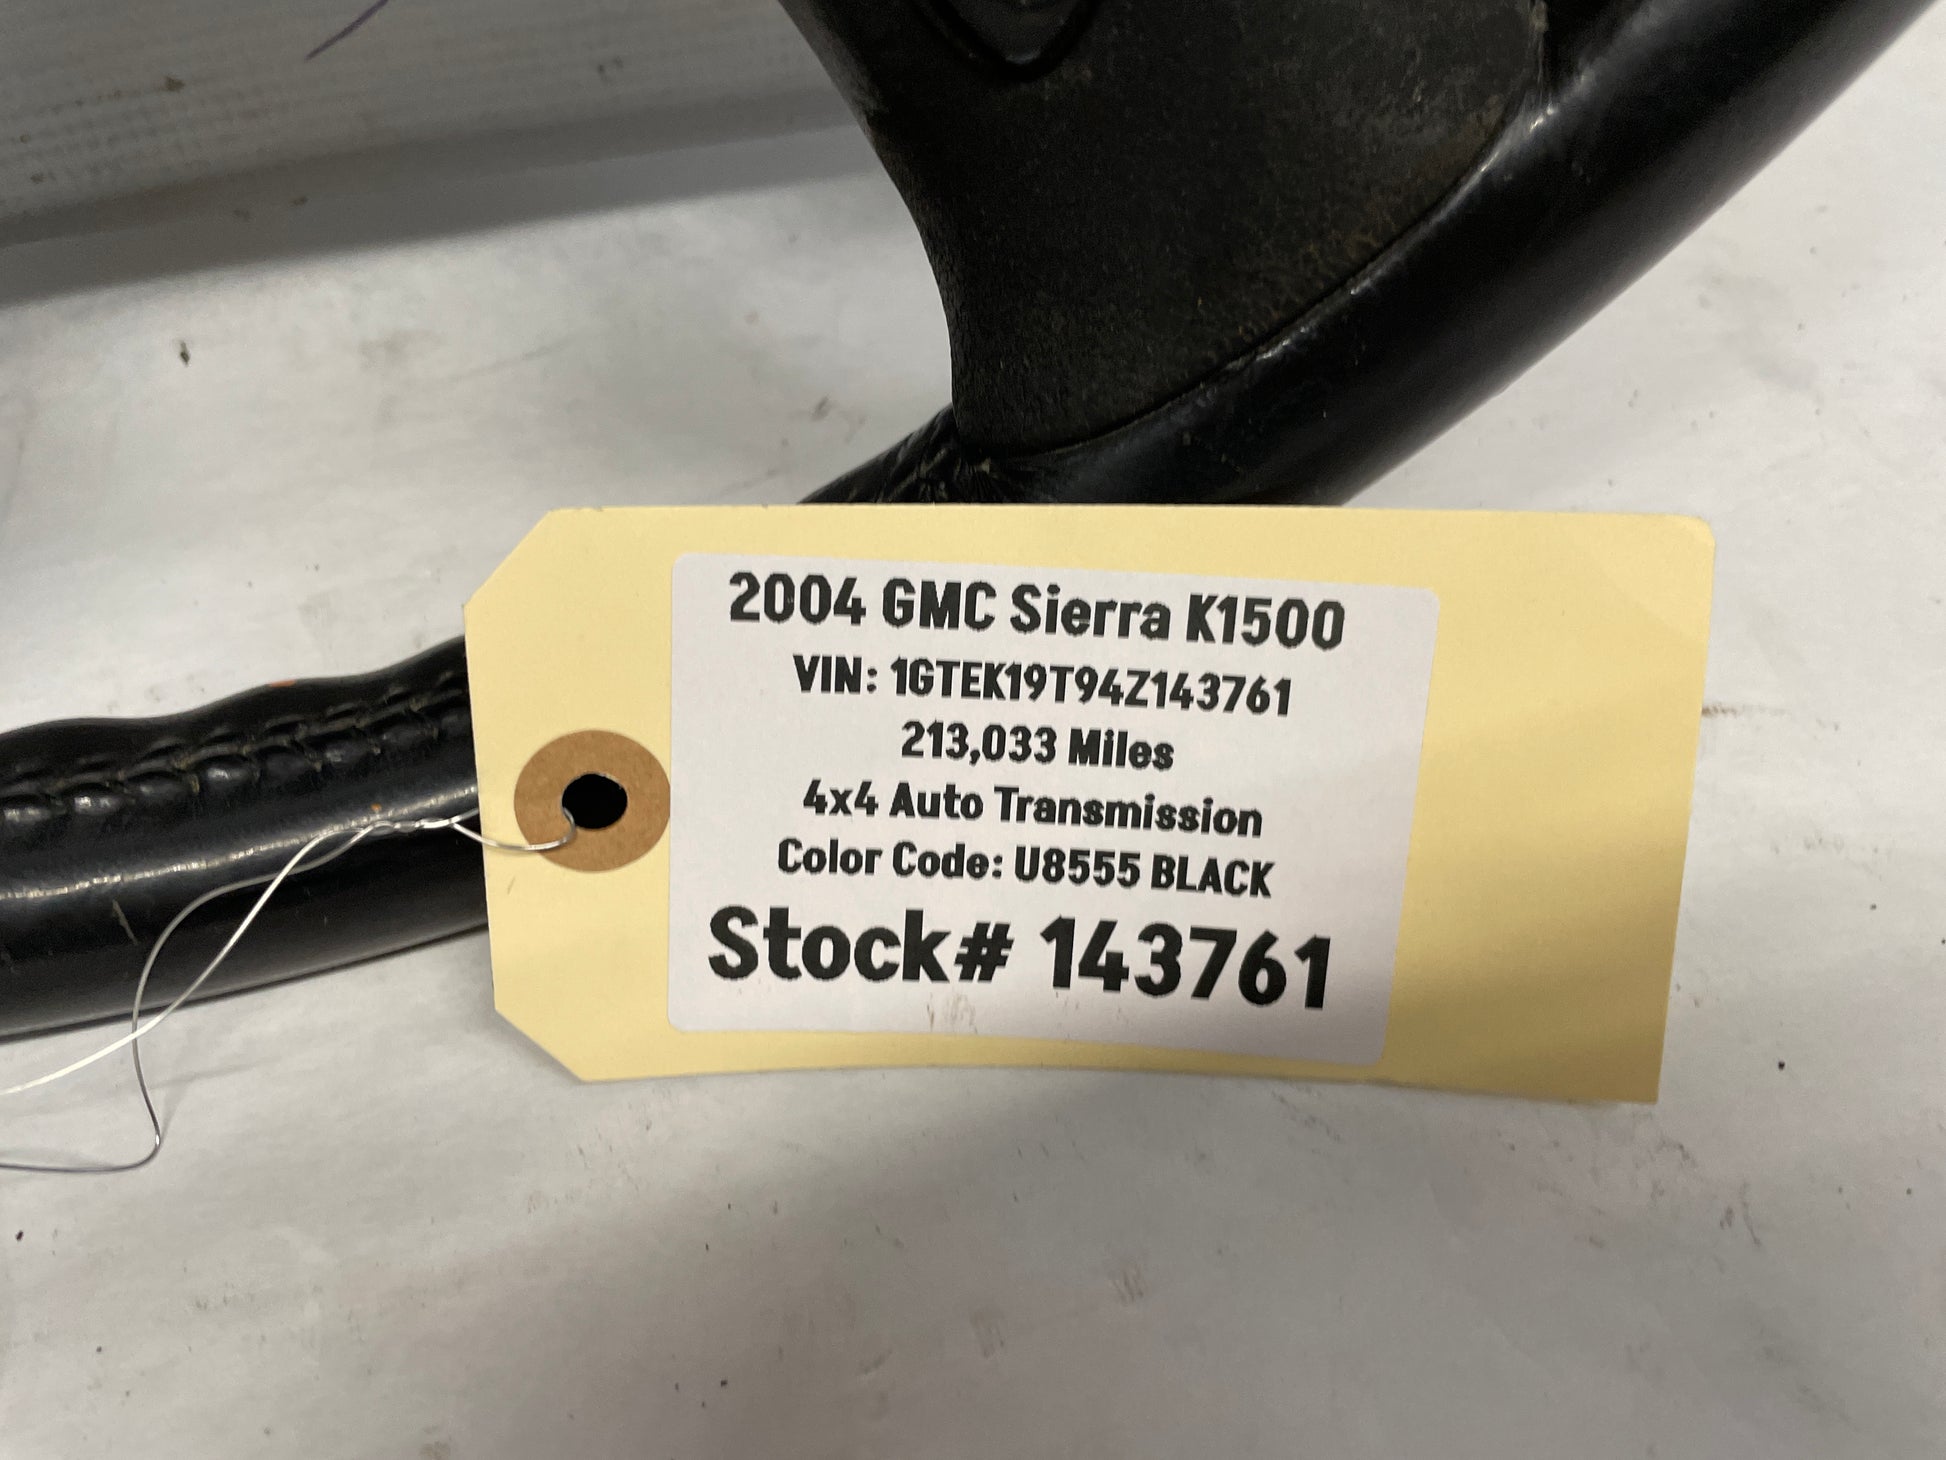 2004 GMC Sierra K1500
VIN: 1GTEK19T94Z143761
213,033 Miles
4x4 Auto Transmission
Color Code: U8555 BLACK
Stock# 143761